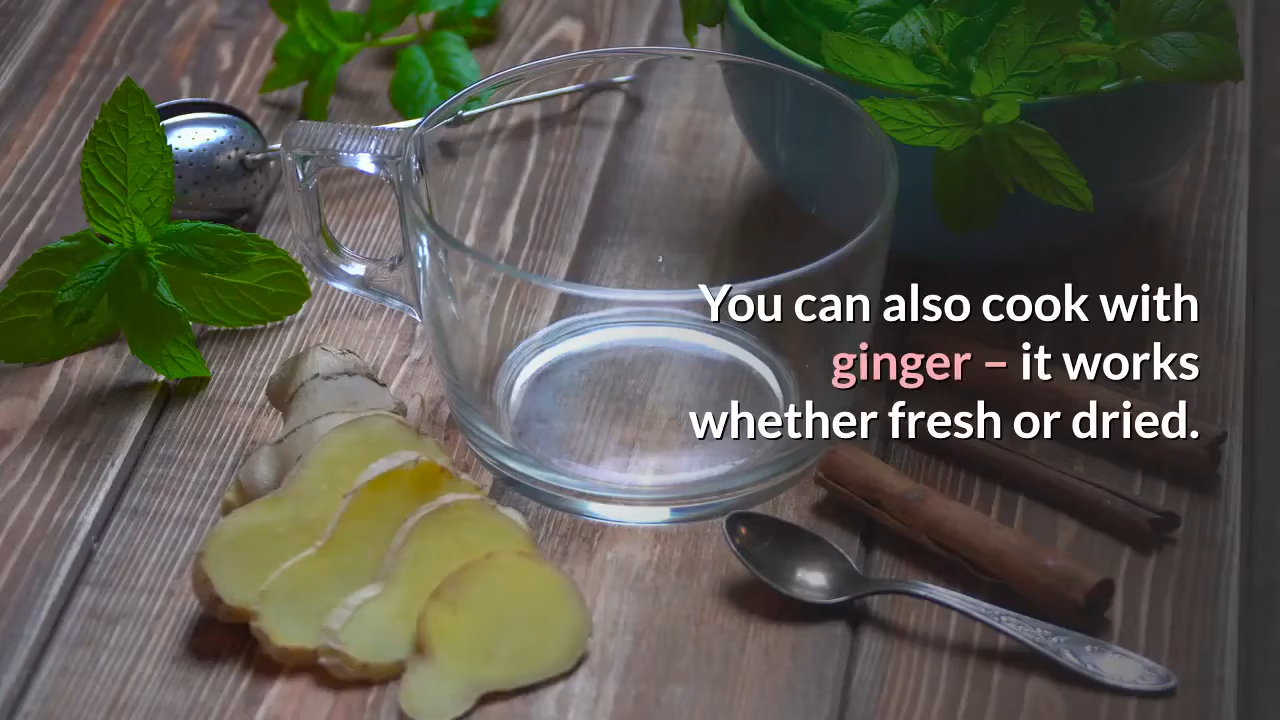 You can also cook with
ginger – it works
whether fresh or dried.